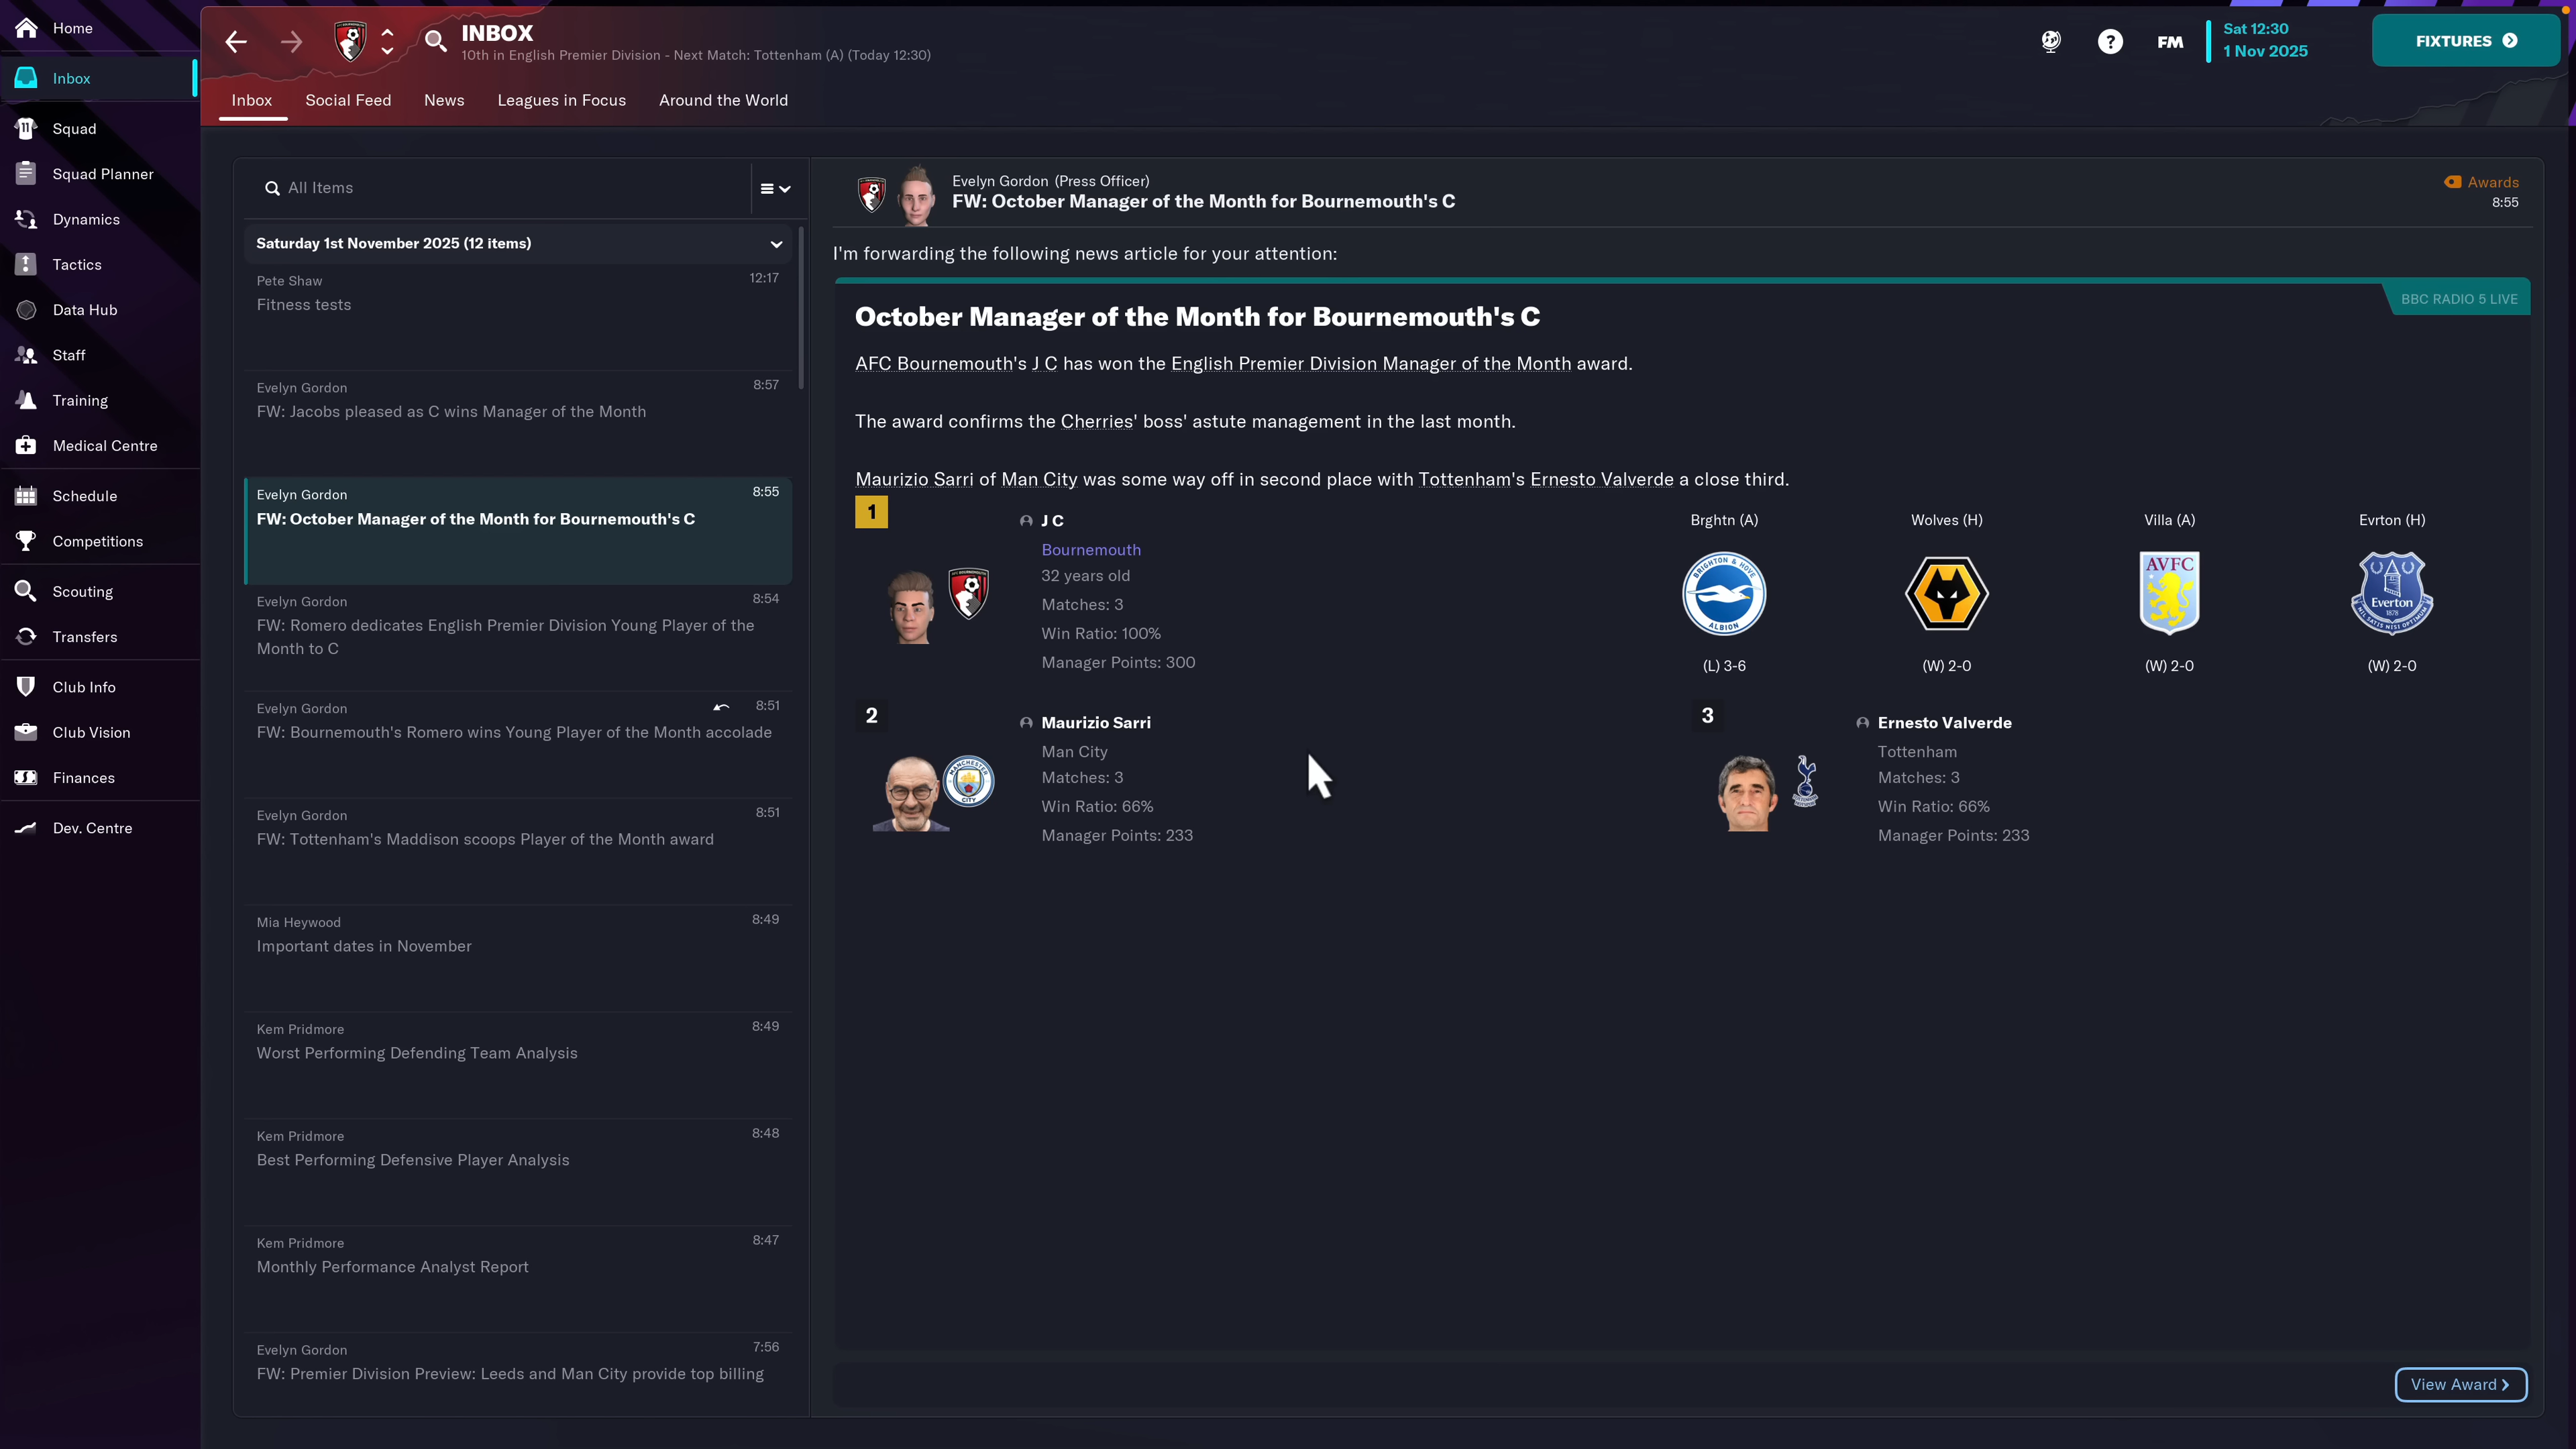 Home
Inbox
Squad
Squad Planner
Dynamics
Tactics
Data Hub
Staff
Training
Medical Centre
Schedule
Competitions
Scouting
Transfers
Club Info
Club Vision
Finances
Dev. Centre
INBOX
10th in English Premier Division - Next Match: Tottenham (A) (Today 12:30)
FM
Sat 12:30
1 Nov 2025
FIXTURES
Inbox Social Feed News Leagues in Focus Around the World
All Items
Saturday 1st November 2025 (12 items)
Pete Shaw 12:17
Fitness tests
Evelyn Gordon 8:57
FW: Jacobs pleased as C wins Manager of the Month
Evelyn Gordon 8:55
FW: October Manager of the Month for Bournemouth's C
Evelyn Gordon 8:54
FW: Romero dedicates English Premier Division Young Player of the
Month to C
Evelyn Gordon 8:51
FW: Bournemouth's Romero wins Young Player of the Month accolade
Evelyn Gordon 8:51
FW: Tottenham's Maddison scoops Player of the Month award
Mia Heywood 8:49
Important dates in November
Kem Pridmore 8:49
Worst Performing Defending Team Analysis
Kem Pridmore 8:48
Best Performing Defensive Player Analysis
Kem Pridmore 8:47
Monthly Performance Analyst Report
Evelyn Gordon 7:56
FW: Premier Division Preview: Leeds and Man City provide top billing
Evelyn Gordon (Press Officer)
FW: October Manager of the Month for Bournemouth's C
Awards
8:55
I'm forwarding the following news article for your attention:
BBC RADIO 5 LIVE
October Manager of the Month for Bournemouth's C
AFC Bournemouth's J C has won the English Premier Division Manager of the Month award.
The award confirms the Cherries' boss' astute management in the last month.
Maurizio Sarri of Man City was some way off in second place with Tottenham's Ernesto Valverde a close third.
1
J C
Bournemouth
32 years old
Matches: 3
Win Ratio: 100%
Manager Points: 300
Brghtn (A) Wolves (H) Villa (A) Evrton (H)
BRIGHTON & HOVE
ALBION
AVFC
Everton
1878
(L) 3-6 (W) 2-0 (W) 2-0 (W) 2-0
2
Maurizio Sarri
Man City
Matches: 3
Win Ratio: 66%
Manager Points: 233
MANCHESTER
CITY
3
Ernesto Valverde
Tottenham
Matches: 3
Win Ratio: 66%
Manager Points: 233
View Award